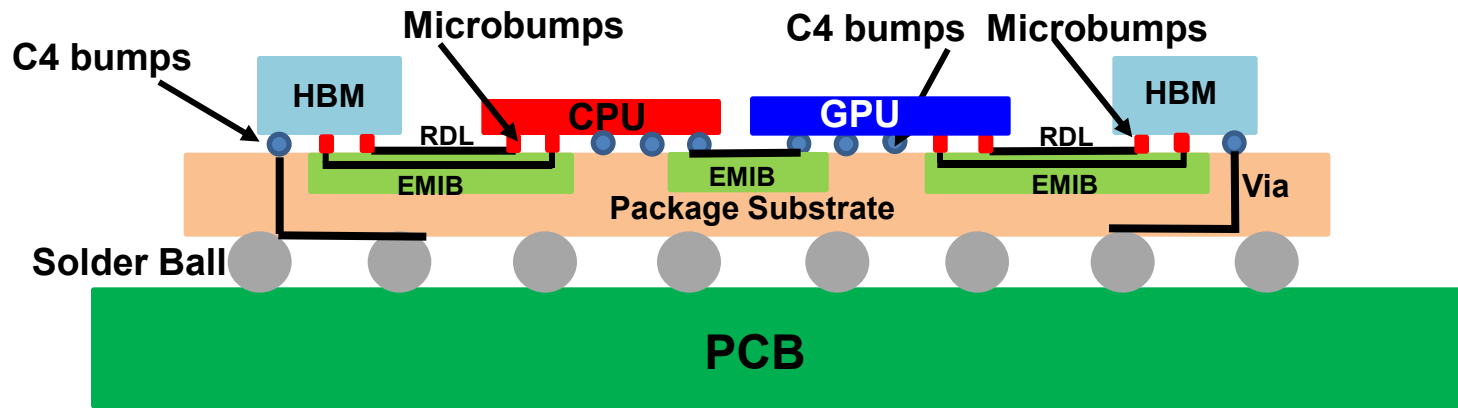 Microbumps
C4 bumps
Microbumps
C4 bumps
HBM
CPU
GPU
HBM
RDL
RDL
EMIB
EMIB
EMIB
Via
Package Substrate
Solder Ball
PCB